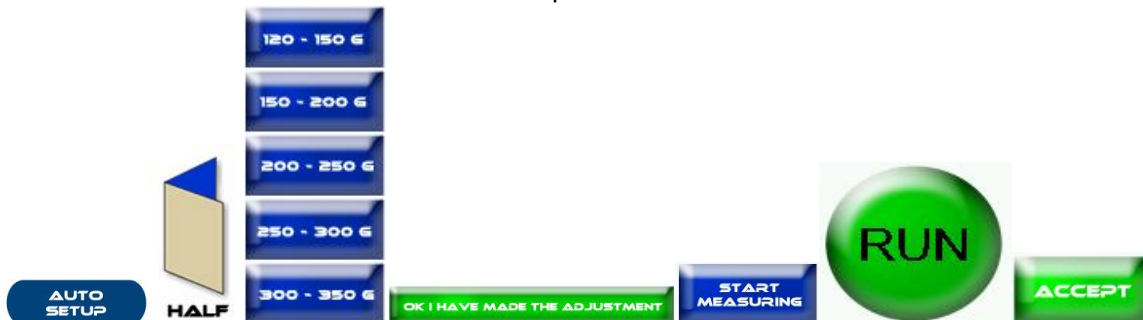 120 - 150 G
150 - 200 G
200 - 250 G
250 - 300 G
300 - 350 G
AUTO
SETUP
HALF
OK I HAVE MADE THE ADJUSTMENT
START
MEASURING
RUN
ACCEPT